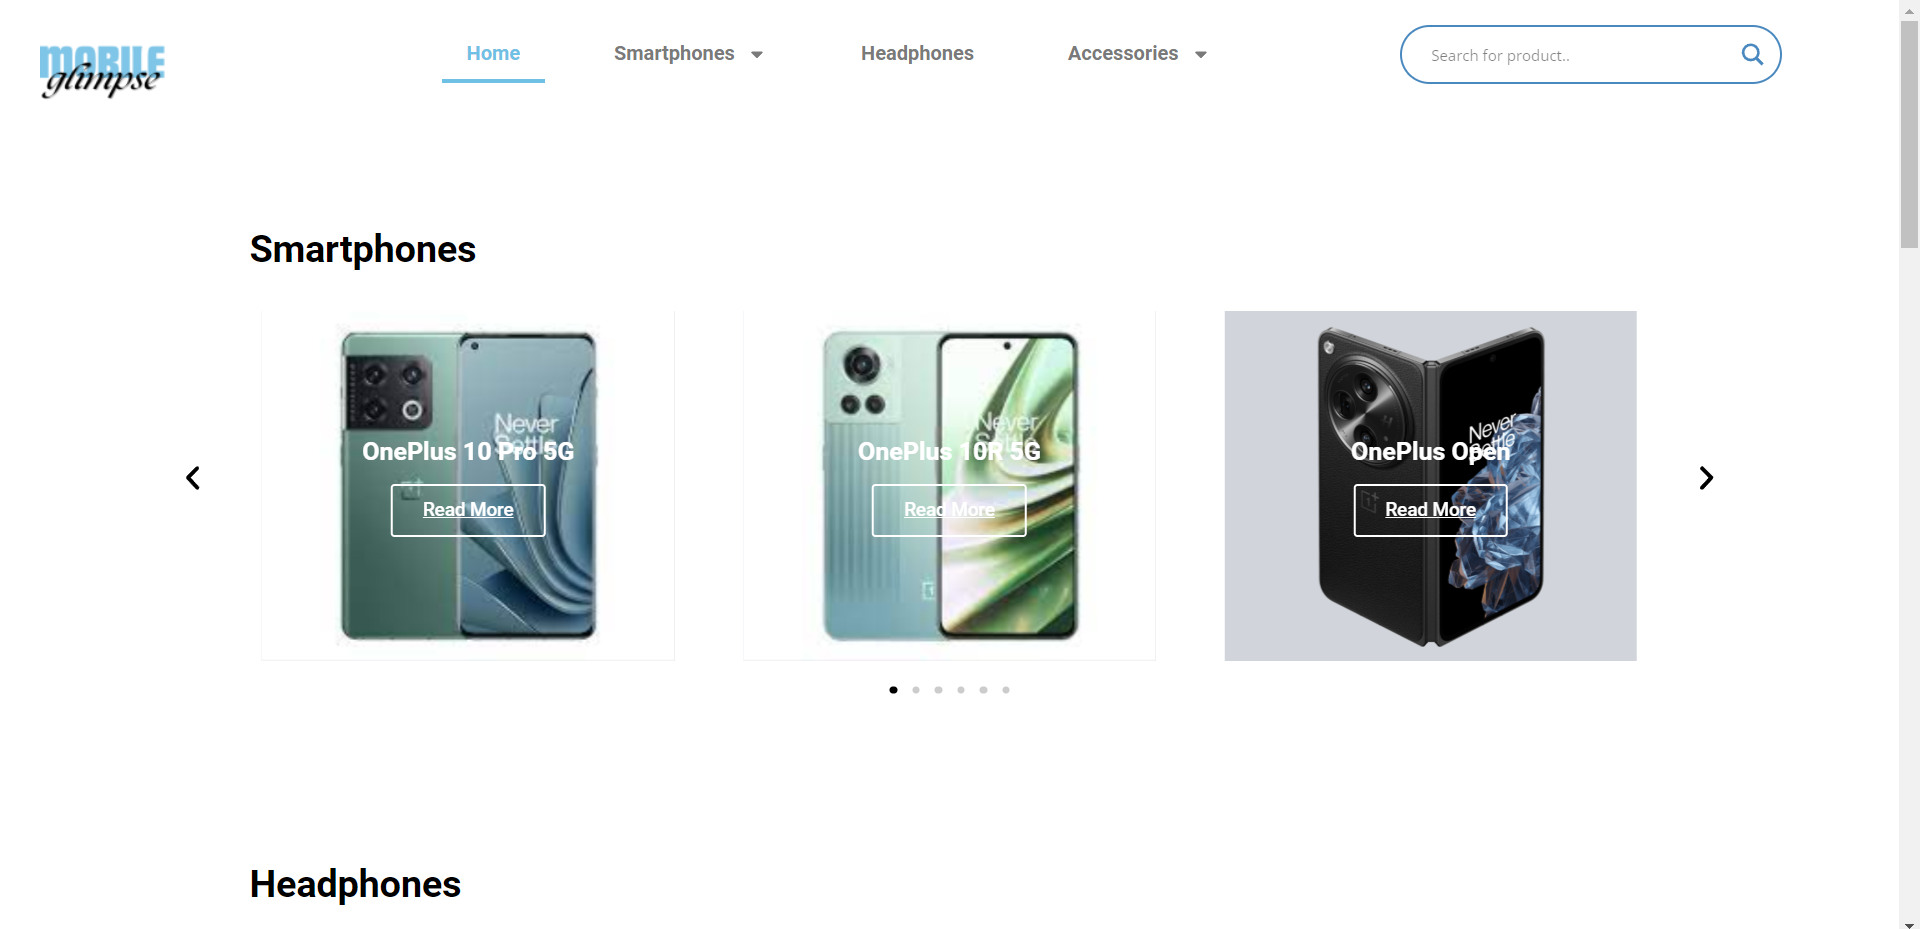 MOBILE
glimpse
Home
Smartphones
Headphones
Accessories
Search for product..
Smartphones
Never
Settle
OnePlus 10 Pro 5G
Read More
Never
Settle
OnePlus 10R 5G
Read More
Never
Settle
OnePlus Open
Read More
Headphones